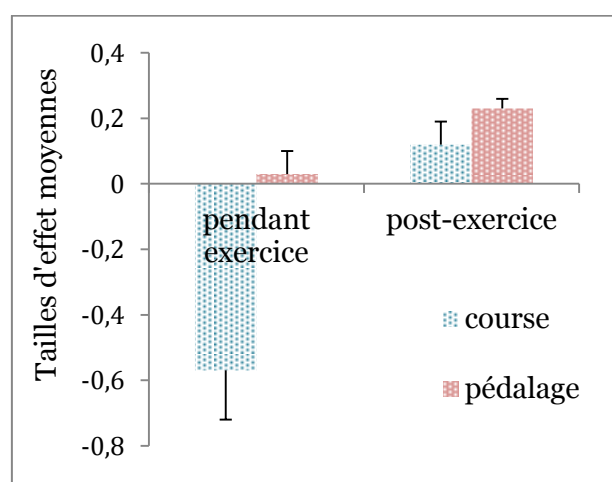 Tailles d'effet moyennes
0,4
0,2
0
-0,2
-0,4
-0,6
-0,8
pendant
exercice
post-exercice
course
pédalage